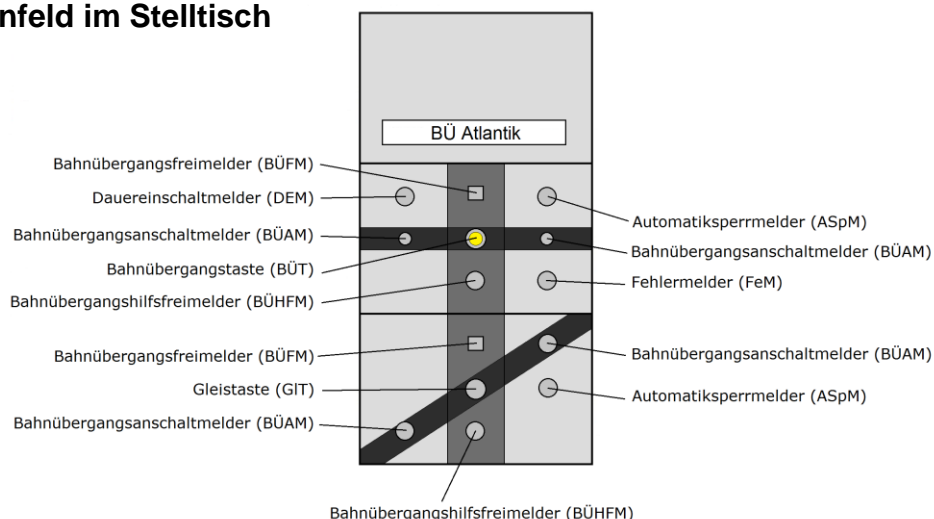 nfeld im Stelltisch
BÜ Atlantik
Bahnübergangsfreimelder (BÜFM)
Dauereinschaltmelder (DEM)
Bahnübergangsanschaltmelder (BÜAM)
Bahnübergangstaste (BÜT)
Bahnübergangshilfsfreimelder (BÜHFM)
Automatiksperrmelder (ASpM)
Bahnübergangsanschaltmelder (BÜAM)
Fehlermelder (FeM)
Bahnübergangsfreimelder (BÜFM)
Gleistaste (GlT)
Bahnübergangsanschaltmelder (BÜAM)
Bahnübergangsanschaltmelder (BÜAM)
Automatiksperrmelder (ASpM)
Bahnübergangshilfsfreimelder (BÜHFM)